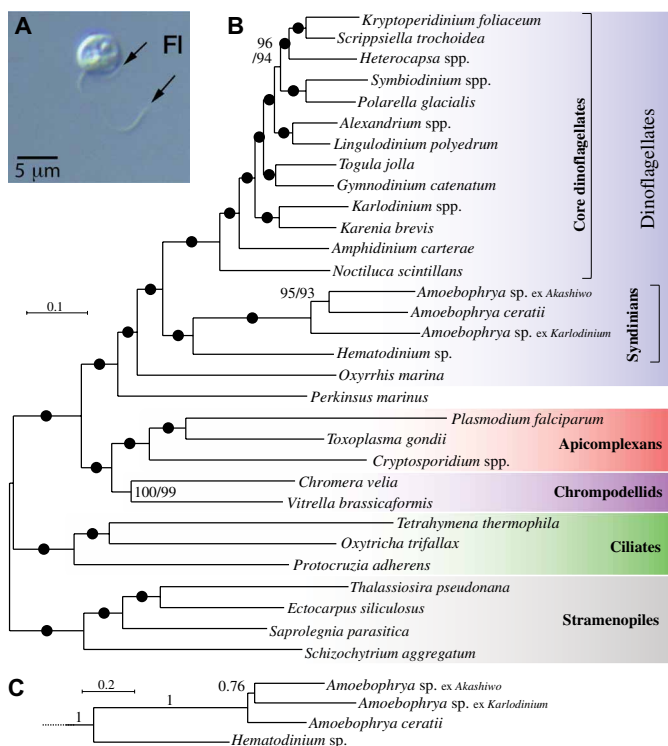 A
Fl
5 µm
B
96
/94
Kryptoperidinium foliaceum
Scrippsiella trochoidea
Heterocapsa spp.
Symbiodinium spp.
Polarella glacialis
Alexandrium spp.
Lingulodinium polyedrum
Togula jolla
Gymnodinium catenatum
Karlodinium spp.
Karenia brevis
Amphidinium carterae
Noctiluca scintillans
Core dinoflagellates
Dinoflagellates
0.1
95/93
Amoebophrya sp. ex Akashiwo
Amoebophrya ceratii
Amoebophrya sp. ex Karlodinium
Hematodinium sp.
Syndinians
Oxyrrhis marina
Perkinsus marinus
Plasmodium falciparum
Toxoplasma gondii
Cryptosporidium spp.
Apicomplexans
100/99
Chromera velia
Vitrella brassicaformis
Chrompodellids
Tetrahymena thermophila
Oxytricha trifallax
Protocruzia adherens
Ciliates
Thalassiosira pseudonana
Ectocarpus siliculosus
Saprolegnia parasitica
Schizochytrium aggregatum
Stramenopiles
C
0.2
1
1
0.76
Amoebophrya sp. ex Akashiwo
Amoebophrya sp. ex Karlodinium
Amoebophrya ceratii
Hematodinium sp.